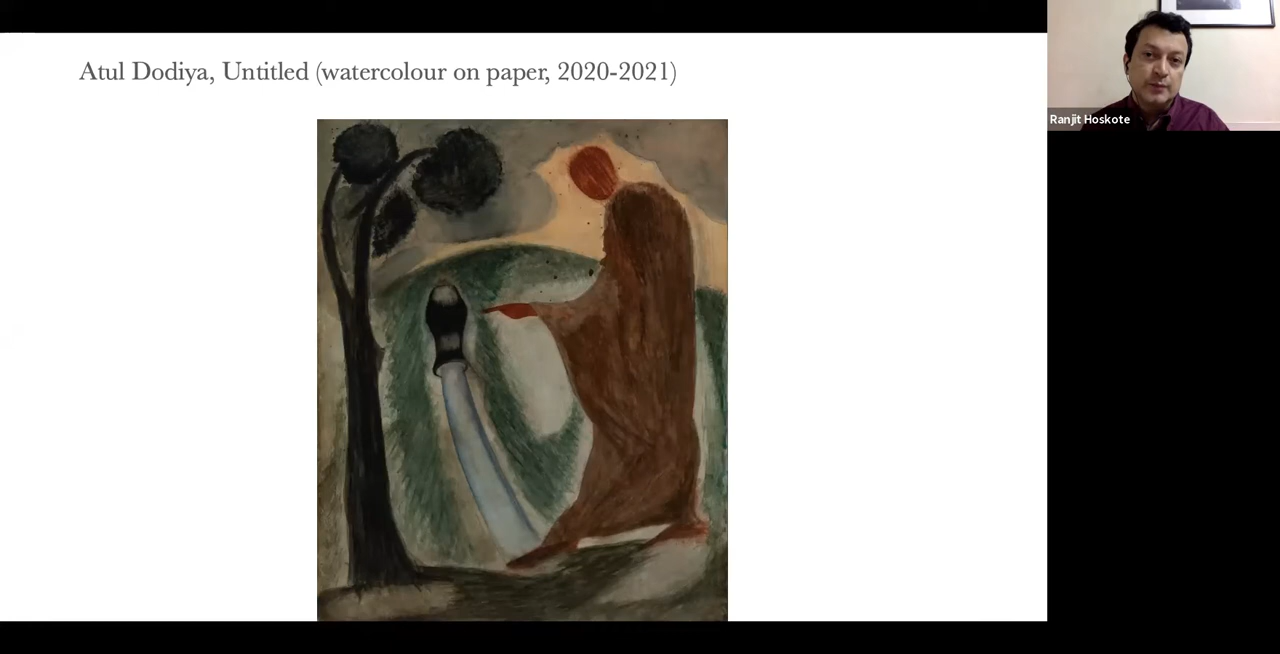 Atul Dodiya, Untitled (watercolour on paper, 2020-2021)
Ranjit Hoskote